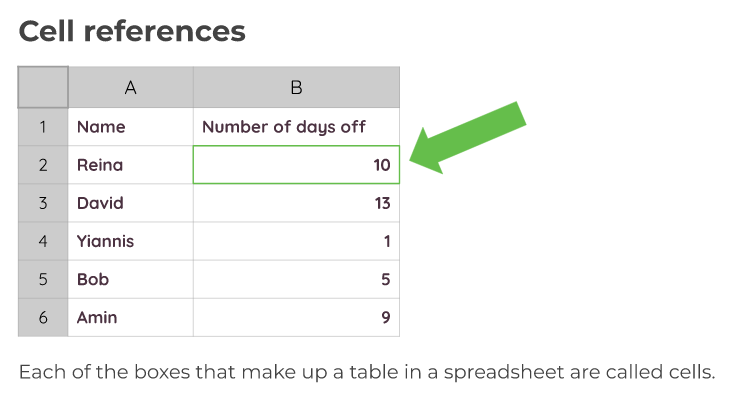 Cell references
A B
1 Name Number of days off
2 Reina 10
3 David 13
4 Yiannis 1
5 Bob 5
6 Amin 9
Each of the boxes that make up a table in a spreadsheet are called cells.